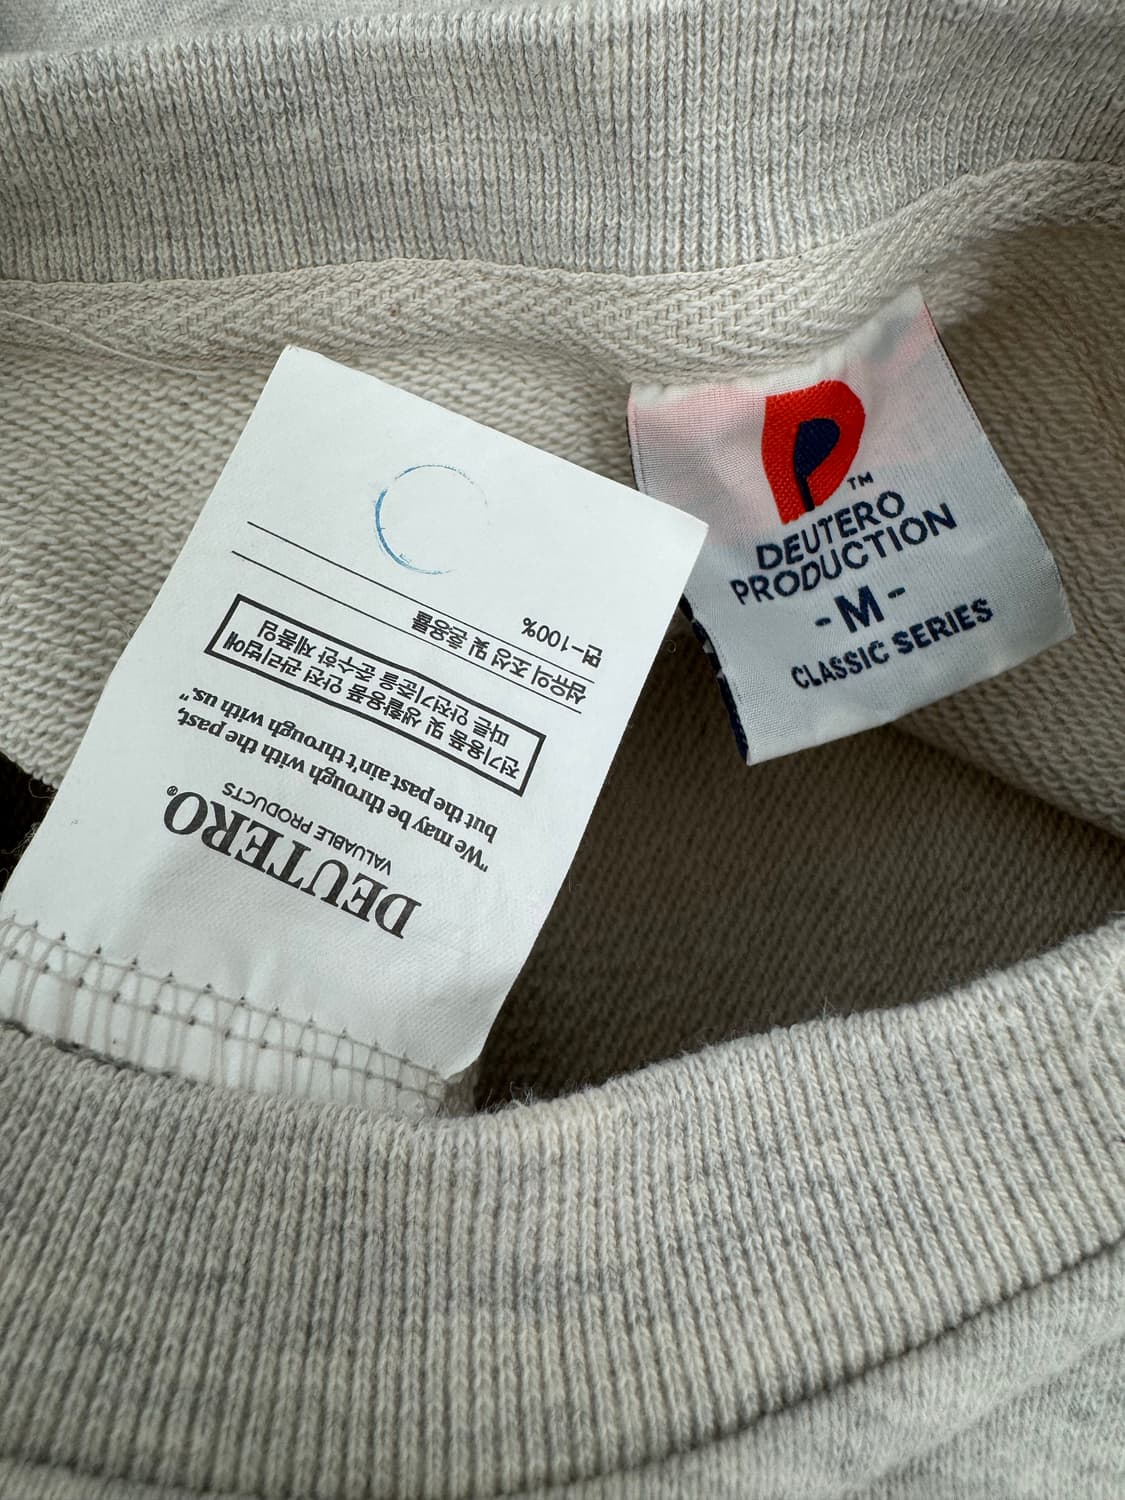 DEUTERO®
VALUABLE PRODUCTS
"We may be through with the past,
but the past ain't through with us."
전기용품 및 생활용품 안전 관리법에
따른 안전기준을 준수한 제품임
섬유의 조성 및 혼용률
면-100%
P™
DEUTERO
PRODUCTION
-M-
CLASSIC SERIES